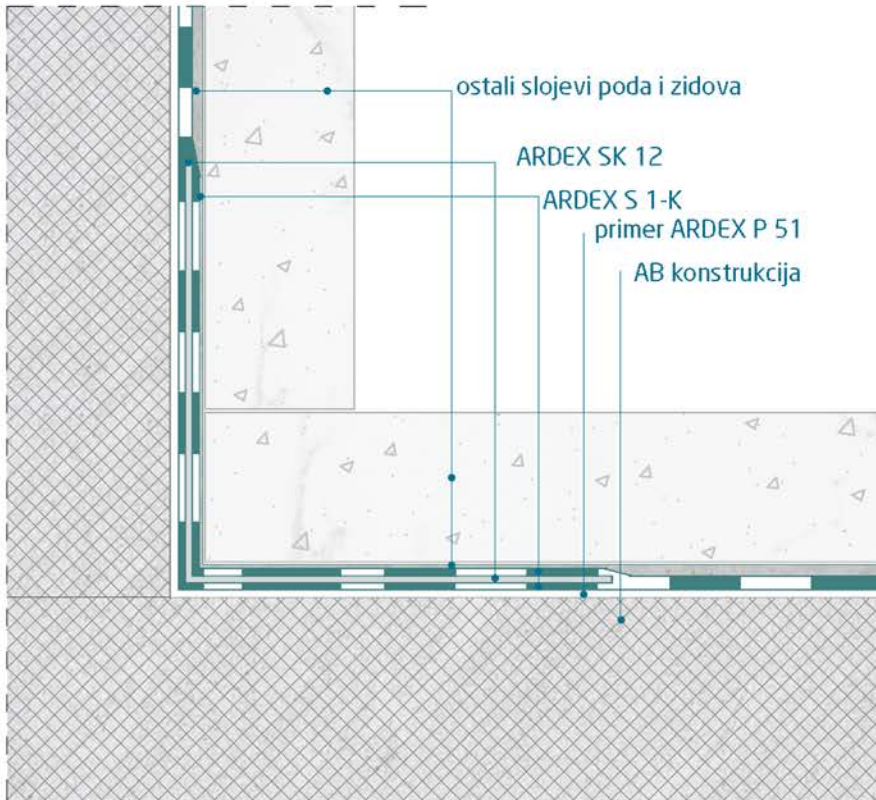 ostali slojevi poda i zidova
ARDEX SK 12
ARDEX S 1-K
primer ARDEX P 51
AB konstrukcija